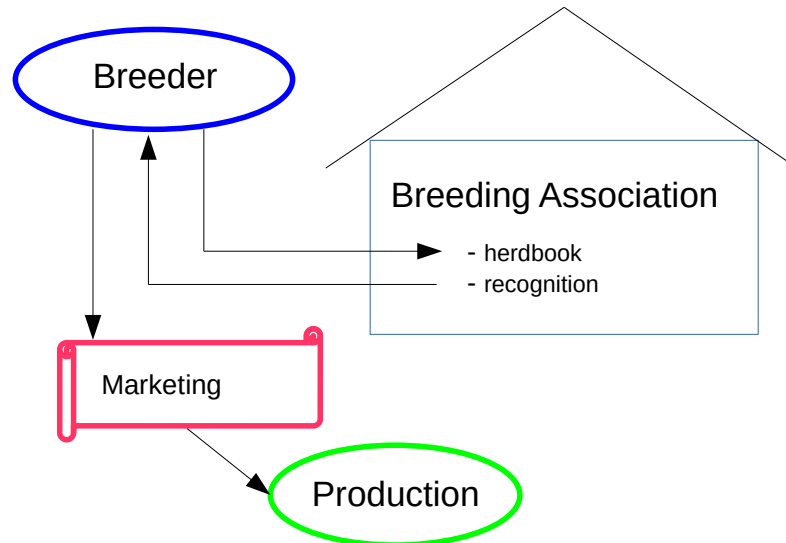 Breeder
Breeding Association
- herdbook
- recognition
Marketing
Production